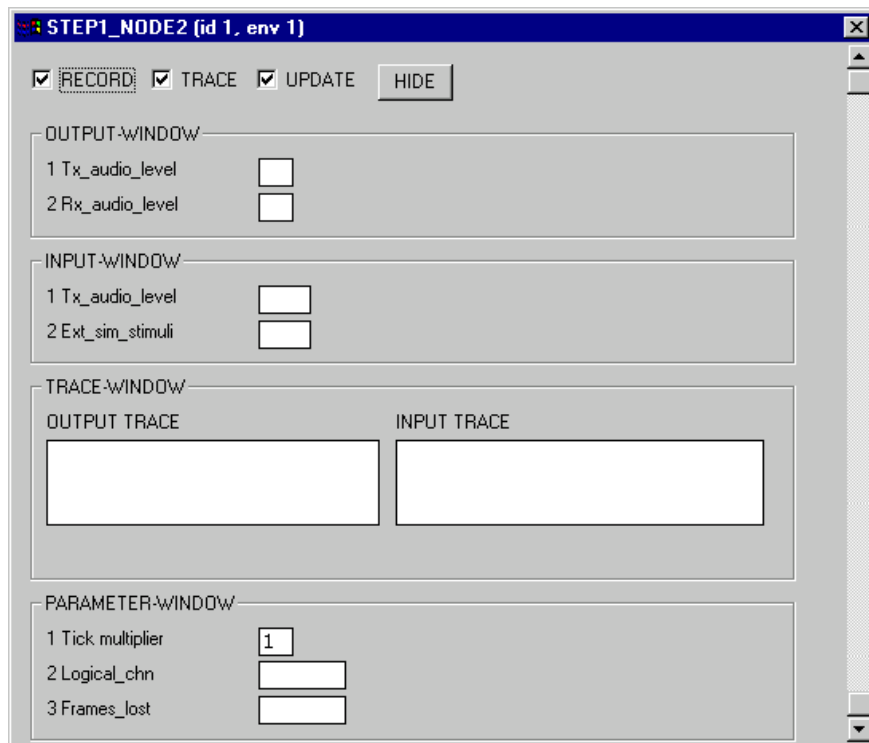 STEP1_NODE2 (id 1, env 1)
RECORD TRACE UPDATE HIDE
OUTPUT-WINDOW
1 Tx_audio_level
2 Rx_audio_level
INPUT-WINDOW
1 Tx_audio_level
2 Ext_sim_stimuli
TRACE-WINDOW
OUTPUT TRACE INPUT TRACE
PARAMETER-WINDOW
1 Tick multiplier 1
2 Logical_chn
3 Frames_lost